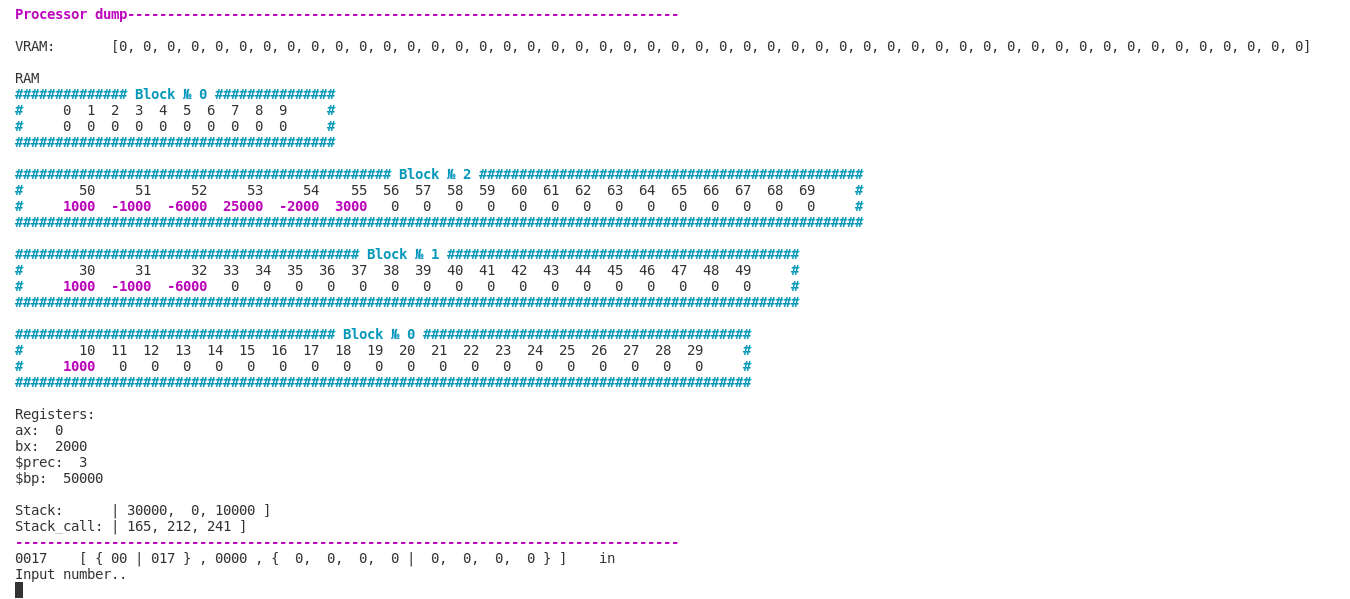 Processor dump---------------------------------------------------------------------
VRAM:       [0, 0, 0, 0, 0, 0, 0, 0, 0, 0, 0, 0, 0, 0, 0, 0, 0, 0, 0, 0, 0, 0, 0, 0, 0, 0, 0, 0, 0, 0, 0, 0, 0, 0, 0, 0, 0, 0, 0, 0, 0, 0, 0, 0, 0, 0, 0, 0, 0, 0]
RAM
############## Block № 0 ###############
#     0  1  2  3  4  5  6  7  8  9     #
#     0  0  0  0  0  0  0  0  0  0     #
########################################
############################################### Block № 2 ################################################
#       50     51     52     53     54    55  56  57  58  59  60  61  62  63  64  65  66  67  68  69     #
#     1000  -1000  -6000  25000  -2000  3000   0   0   0   0   0   0   0   0   0   0   0   0   0   0     #
##########################################################################################################
########################################### Block № 1 ############################################
#       30     31     32  33  34  35  36  37  38  39  40  41  42  43  44  45  46  47  48  49     #
#     1000  -1000  -6000   0   0   0   0   0   0   0   0   0   0   0   0   0   0   0   0   0     #
##################################################################################################
######################################## Block № 0 #########################################
#       10  11  12  13  14  15  16  17  18  19  20  21  22  23  24  25  26  27  28  29     #
#     1000   0   0   0   0   0   0   0   0   0   0   0   0   0   0   0   0   0   0   0     #
############################################################################################
Registers:
ax:  0
bx:  2000
$prec:  3
$bp:  50000
Stack:      | 30000,  0, 10000 ]
Stack_call: | 165, 212, 241 ]
-----------------------------------------------------------------------------------
0017    [ { 00 | 017 } , 0000 , {  0,  0,  0,  0 |  0,  0,  0,  0 } ]    in
Input number..